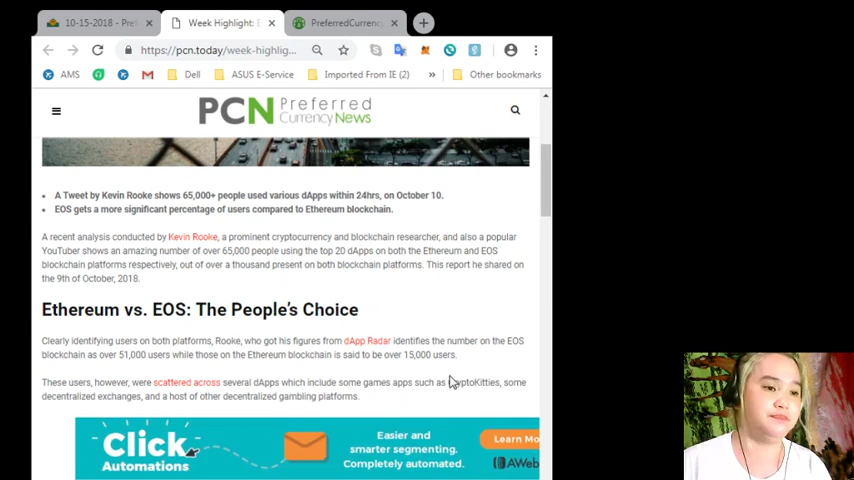 10-15-2018 - Pref
Week Highlight: E
PreferredCurrency
https://pcn.today/week-highlig...
AMS
Dell
ASUS E-Service
Imported From IE (2)
»
Other bookmarks
PCN Preferred
CurrencyNews
• A Tweet by Kevin Rooke shows 65,000+ people used various dApps within 24hrs, on October 10.
• EOS gets a more significant percentage of users compared to Ethereum blockchain.
A recent analysis conducted by Kevin Rooke, a prominent cryptocurrency and blockchain researcher, and also a popular
YouTuber shows an amazing number of over 65,000 people using the top 20 dApps on both the Ethereum and EOS
blockchain platforms respectively, out of over a thousand present on both blockchain platforms. This report he shared on
the 9th of October, 2018.
Ethereum vs. EOS: The People's Choice
Clearly identifying users on both platforms, Rooke, who got his figures from dApp Radar identifies the number on the EOS
blockchain as over 51,000 users while those on the Ethereum blockchain is said to be over 15,000 users.
These users, however, were scattered across several dApps which include some games apps such as CryptoKitties, some
decentralized exchanges, and a host of other decentralized gambling platforms.
Click
Automations
Easier and
smarter segmenting.
Completely automated.
Learn Mo
AWeb